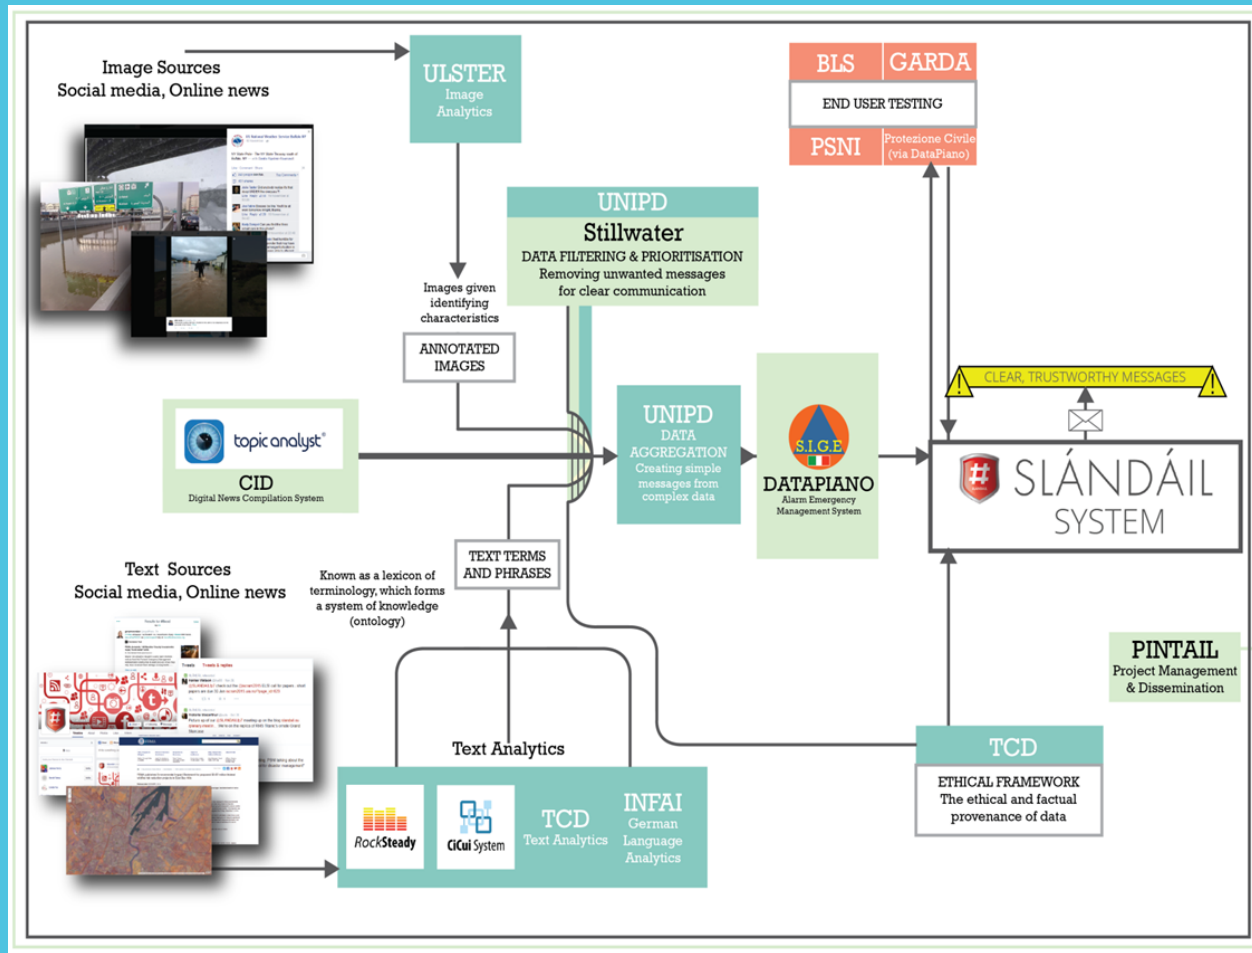 Image Sources
Social media, Online news
ULSTER
Image
Analytics
BLS
GARDA
END USER TESTING
PSNI
Protezione Civile
(via DataPiano)
UNIPD
Stillwater
DATA FILTERING & PRIORITISATION
Removing unwanted messages
for clear communication
Images given
identifying
characteristics
ANNOTATED
IMAGES
CLEAR, TRUSTWORTHY MESSAGES
topic analyst®
CID
Digital News Compilation System
UNIPD
DATA
AGGREGATION
Creating simple
messages from
complex data
S.I.G.E
DATAPIANO
Alarm Emergency
Management System
#
SLÁNDÁIL
SYSTEM
TEXT TERMS
AND PHRASES
Known as a lexicon of
terminology, which forms
a system of knowledge
(ontology)
Text Sources
Social media, Online news
Tweets
Tweets & replies
PINTAIL
Project Management
& Dissemination
Text Analytics
RockSteady
CiCui System
TCD
Text Analytics
INFAI
German
Language
Analytics
TCD
ETHICAL FRAMEWORK
The ethical and factual
provenance of data